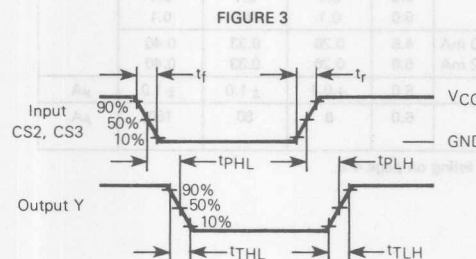 FIGURE 3
tf
tr
VCC
Input
CS2, CS3
90%
50%
10%
GND
tPHL
tPLH
Output Y
90%
50%
10%
tTHL
tTLH